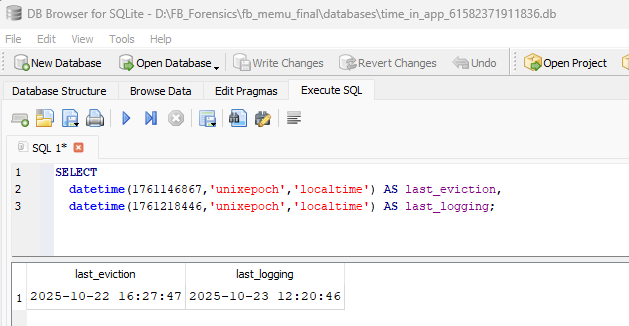 DB Browser for SQLite - D:\FB_Forensics\fb_memu_final\databases\time_in_app_61582371911836.db
File Edit View Tools Help
New Database Open Database Write Changes Revert Changes Undo Open Project
Database Structure Browse Data Edit Pragmas Execute SQL
SQL 1*
1 SELECT
2 datetime(1761146867,'unixepoch','localtime') AS last_eviction,
3 datetime(1761218446,'unixepoch','localtime') AS last_logging;
last_eviction last_logging
1 2025-10-22 16:27:47 2025-10-23 12:20:46